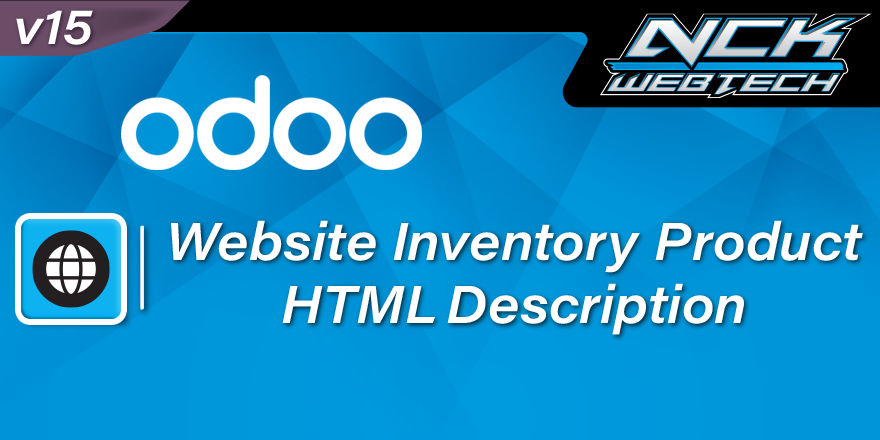 v15
NCK
WEBTECH
odoo
Website Inventory Product
HTML Description